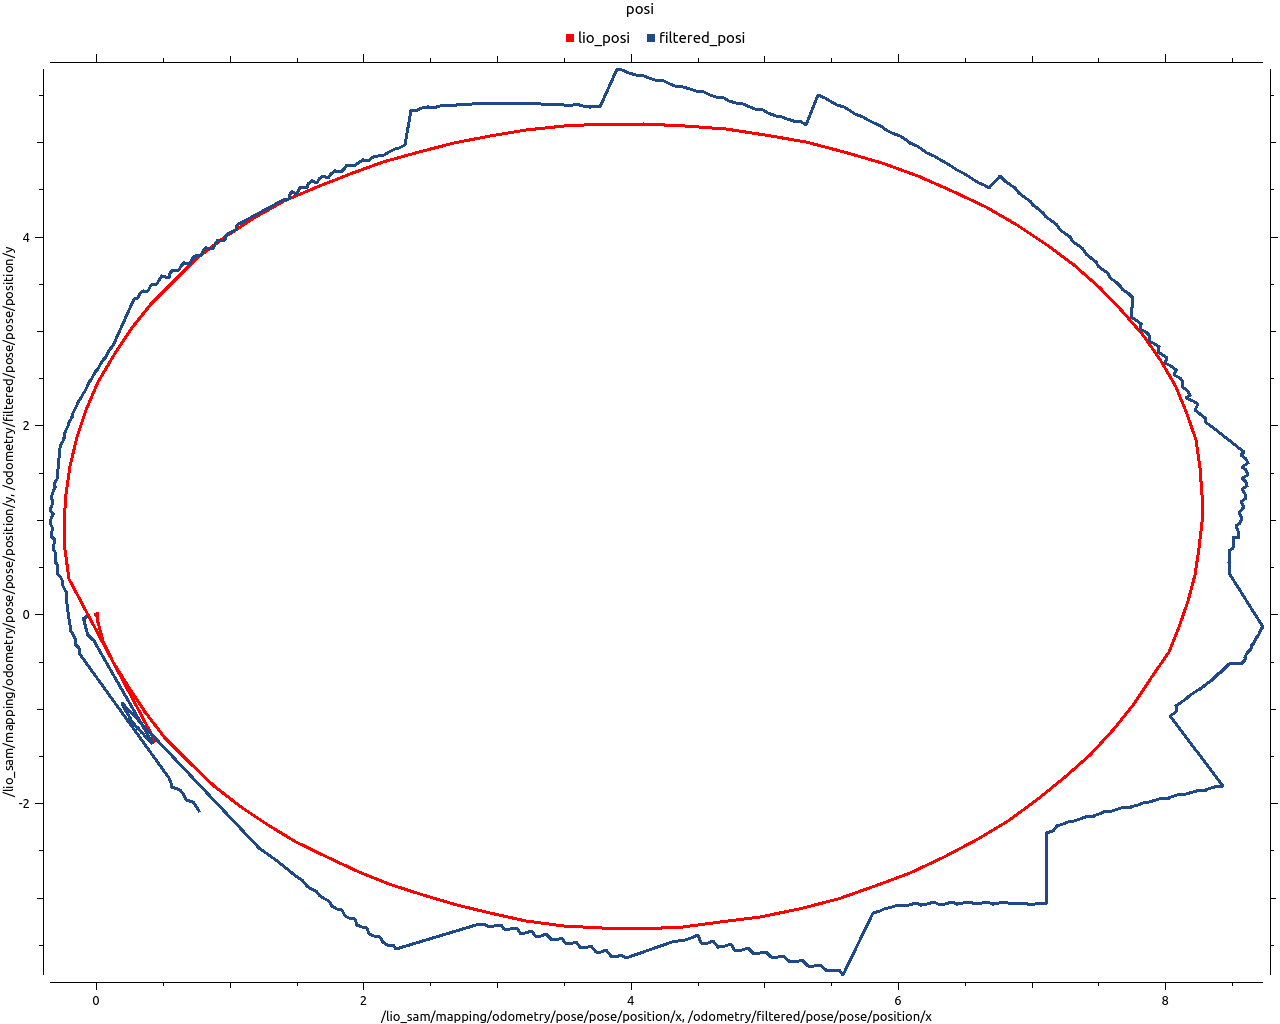 posi
lio_posi filtered_posi
4
2
0
-2
/lio_sam/mapping/odometry/pose/pose/position/y, /odometry/filtered/pose/pose/position/y
0 2 4 6 8
/lio_sam/mapping/odometry/pose/pose/position/x, /odometry/filtered/pose/pose/position/x